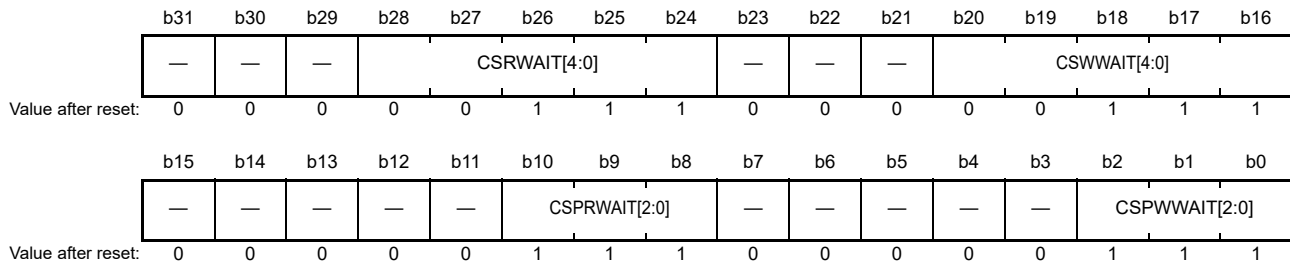 b31 b30 b29 b28 b27 b26 b25 b24 b23 b22 b21 b20 b19 b18 b17 b16
— — — CSRWAIT[4:0] — — — CSWWAIT[4:0]
Value after reset: 0 0 0 0 0 1 1 1 0 0 0 0 0 1 1 1
b15 b14 b13 b12 b11 b10 b9 b8 b7 b6 b5 b4 b3 b2 b1 b0
— — — — — CSPRWAIT[2:0] — — — — — CSPWWAIT[2:0]
Value after reset: 0 0 0 0 0 1 1 1 0 0 0 0 0 1 1 1